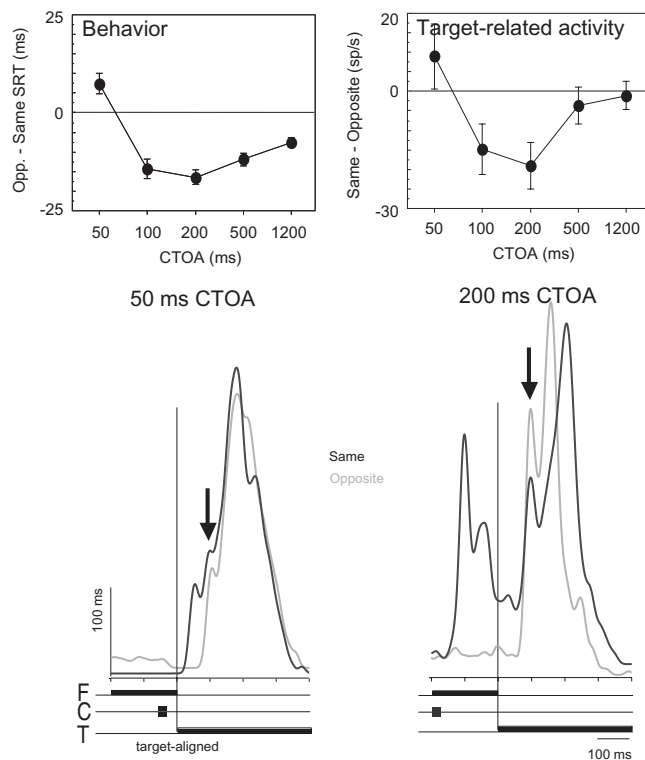 Behavior
Opp. - Same SRT (ms)
25
0
-25
50 100 200 500 1200
CTOA (ms)
Target-related activity
Same - Opposite (sp/s)
20
0
-30
50 100 200 500 1200
CTOA (ms)
50 ms CTOA
200 ms CTOA
Same
Opposite
100 ms
F
C
T
target-aligned
100 ms